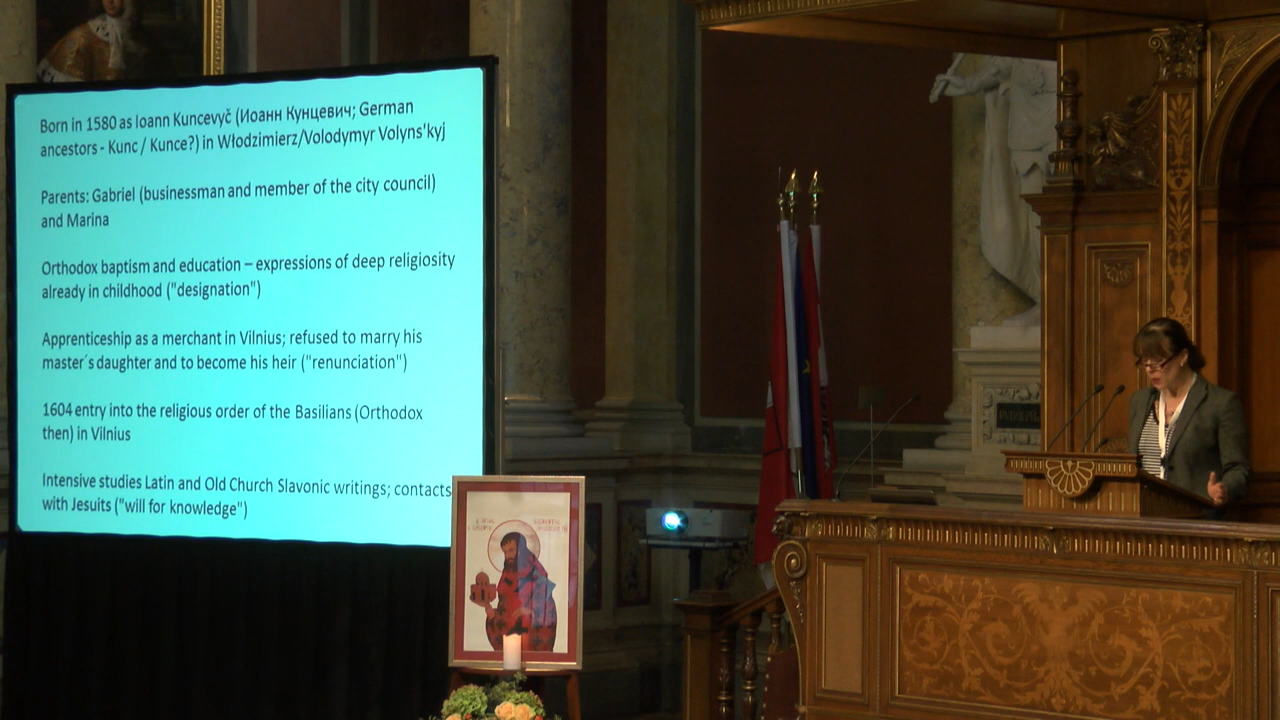 Born in 1580 as Ioann Kuncevyč (Иоанн Кунцевич; German
ancestors - Kunc / Kunce?) in Włodzimierz/Volodymyr Volyns'kyj
Parents: Gabriel (businessman and member of the city council)
and Marina
Orthodox baptism and education – expressions of deep religiosity
already in childhood ("designation")
Apprenticeship as a merchant in Vilnius; refused to marry his
master´s daughter and to become his heir ("renunciation")
1604 entry into the religious order of the Basilians (Orthodox
then) in Vilnius
Intensive studies Latin and Old Church Slavonic writings; contacts
with Jesuits ("will for knowledge")